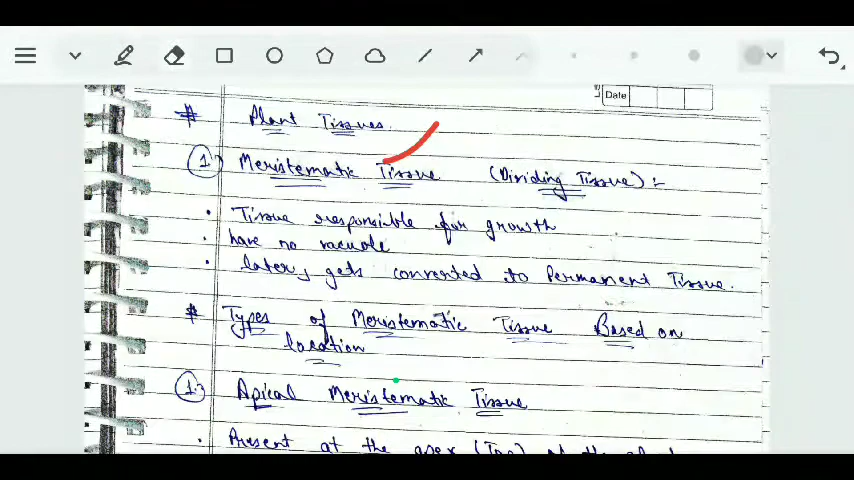 Date
# Plant Tissues
1 Meristematic Tissue (Dividing Tissue) :-
• Tissue responsible for growth
• have no vacuole
• later, gets converted to Permanent Tissue.
# Types of Meristematic Tissue Based on
location
1. Apical Meristematic Tissue
• Present at the apex (Top) of the